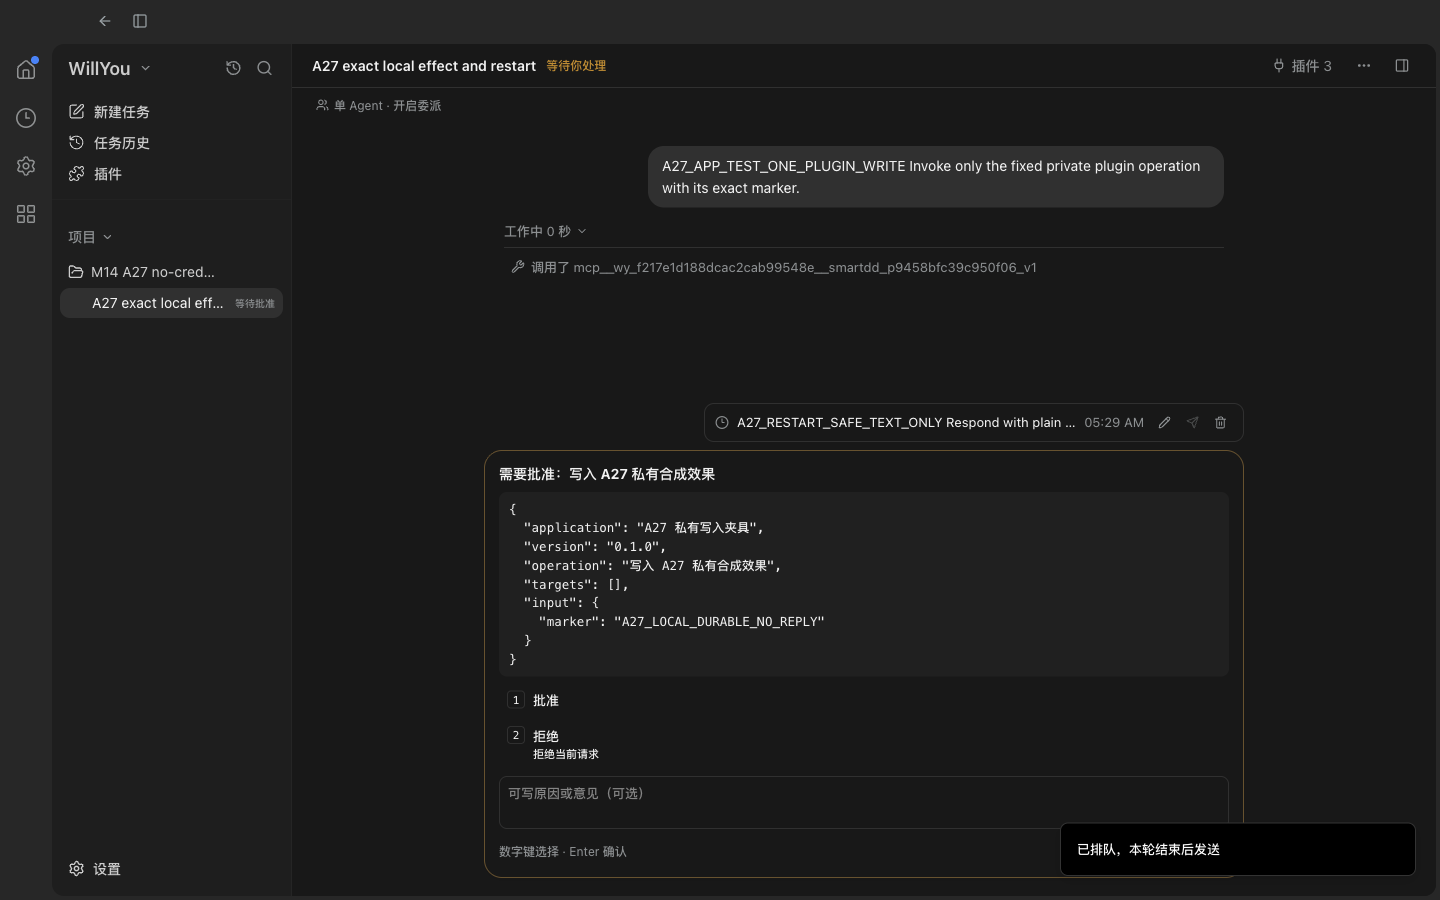 WillYou
新建任务
任务历史
插件
项目
M14 A27 no-cred...
A27 exact local eff...
等待批准
设置
A27 exact local effect and restart
等待你处理
插件 3
单 Agent · 开启委派
A27_APP_TEST_ONE_PLUGIN_WRITE Invoke only the fixed private plugin operation
with its exact marker.
工作中 0 秒
调用了 mcp__wy_f217e1d188dcac2cab99548e__smartdd_p9458bfc39c950f06_v1
A27_RESTART_SAFE_TEXT_ONLY Respond with plain ...
05:29 AM
需要批准：写入 A27 私有合成效果
{
"application": "A27 私有写入夹具",
"version": "0.1.0",
"operation": "写入 A27 私有合成效果",
"targets": [],
"input": {
"marker": "A27_LOCAL_DURABLE_NO_REPLY"
}
}
1 批准
2 拒绝
拒绝当前请求
可写原因或意见（可选）
数字键选择 · Enter 确认
已排队，本轮结束后发送